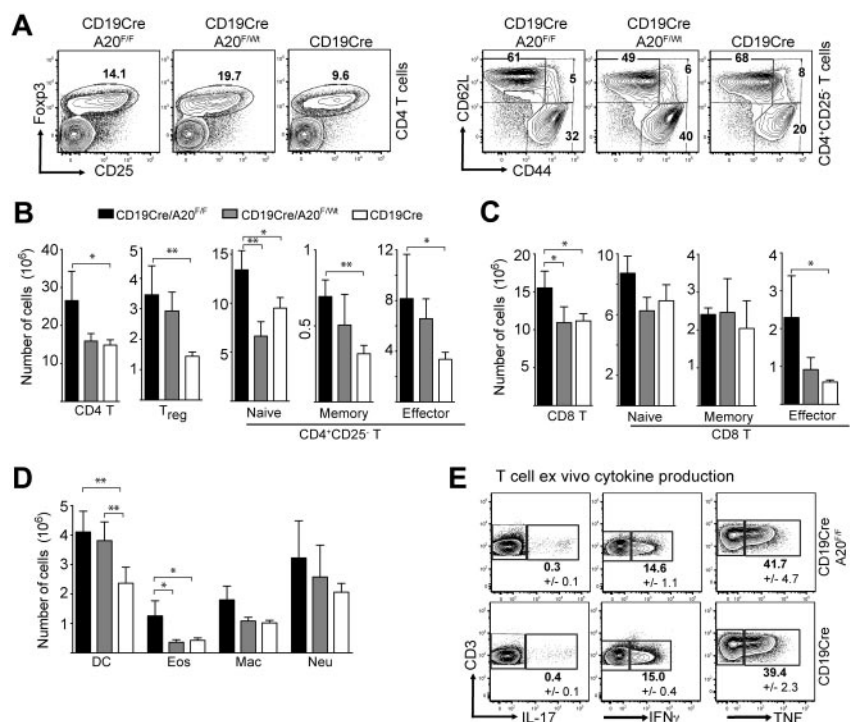 A
CD19Cre
A20F/F
CD19Cre
A20F/Wt
CD19Cre
14.1
19.7
9.6
Foxp3
CD25
CD4 T cells
CD19Cre
A20F/F
CD19Cre
A20F/Wt
CD19Cre
61
5
32
49
6
40
68
8
20
CD62L
CD44
CD4+CD25- T cells
B
CD19Cre/A20F/F
CD19Cre/A20F/Wt
CD19Cre
Number of cells (10⁶)
40
30
20
10
*
CD4 T
5
4
3
2
1
**
Treg
15
10
5
**
*
Naive
1
0.5
**
Memory
12
8
4
*
Effector
CD4+CD25- T
C
Number of cells (10⁶)
20
15
10
5
*
*
CD8 T
10
8
6
4
2
Naive
4
3
2
1
Memory
4
3
2
1
*
Effector
CD8 T
D
Number of cells (10⁶)
5
4
3
2
1
**
**
*
*
DC
Eos
Mac
Neu
E
T cell ex vivo cytokine production
0.3
+/- 0.1
14.6
+/- 1.1
41.7
+/- 4.7
CD19Cre
A20F/F
0.4
+/- 0.1
15.0
+/- 0.4
39.4
+/- 2.3
CD19Cre
CD3
IL-17
IFNγ
TNF